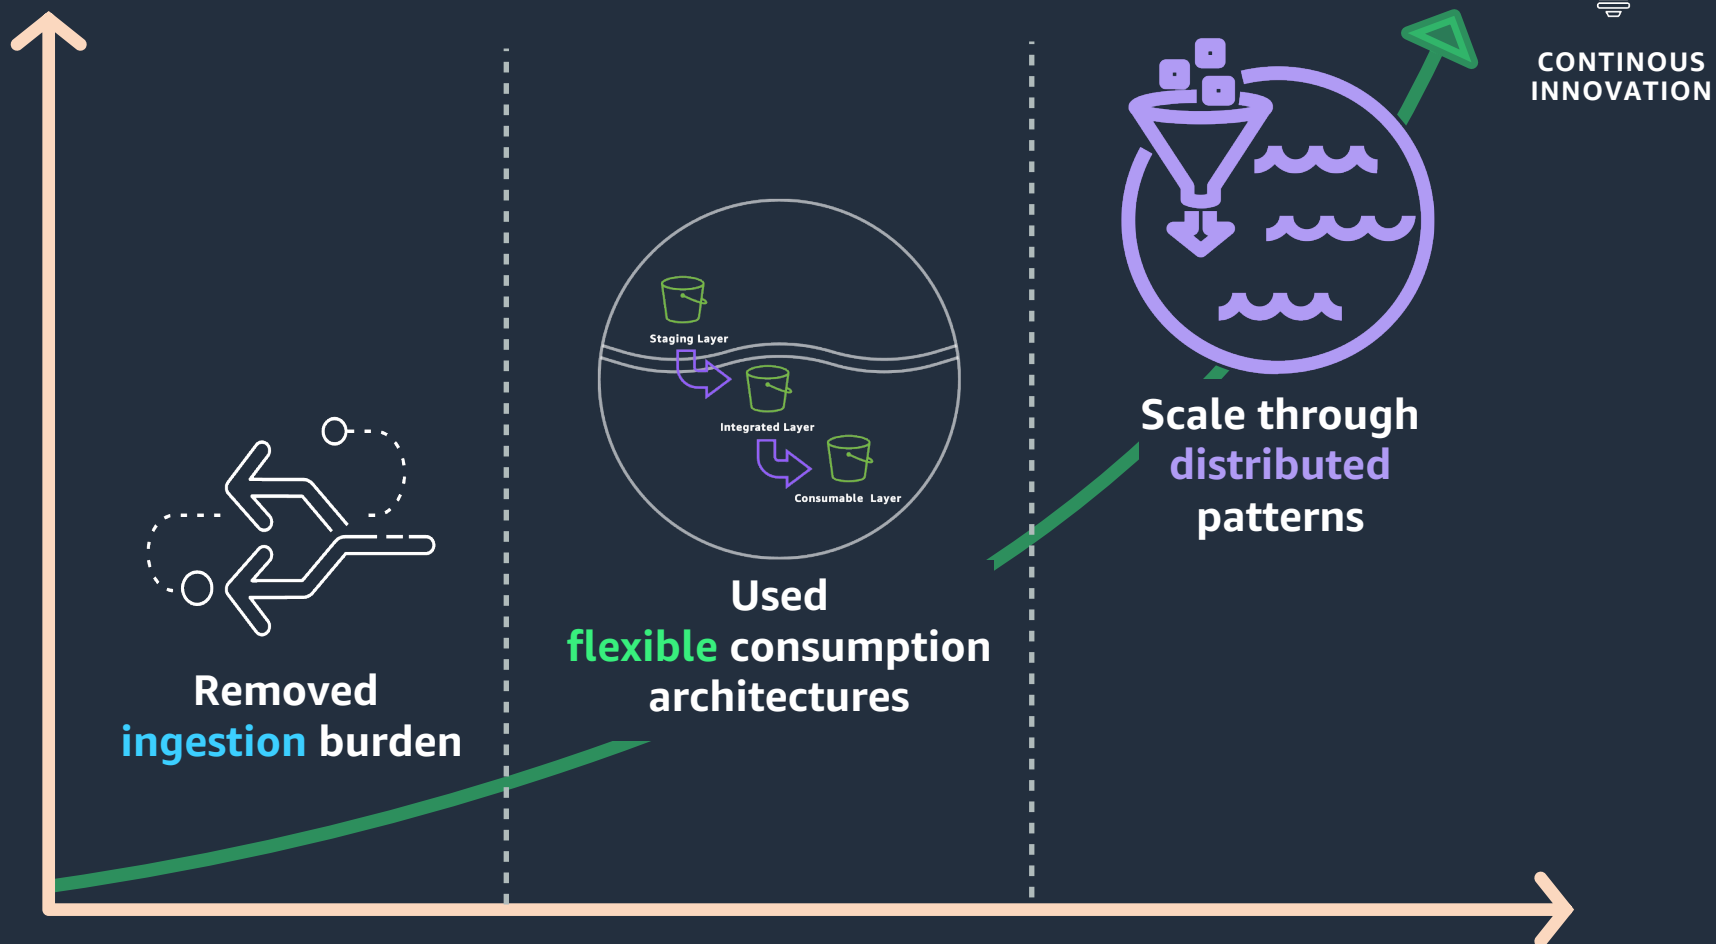 CONTINOUS
INNOVATION
Removed
ingestion burden
Staging Layer
Integrated Layer
Consumable Layer
Used
flexible consumption
architectures
Scale through
distributed
patterns